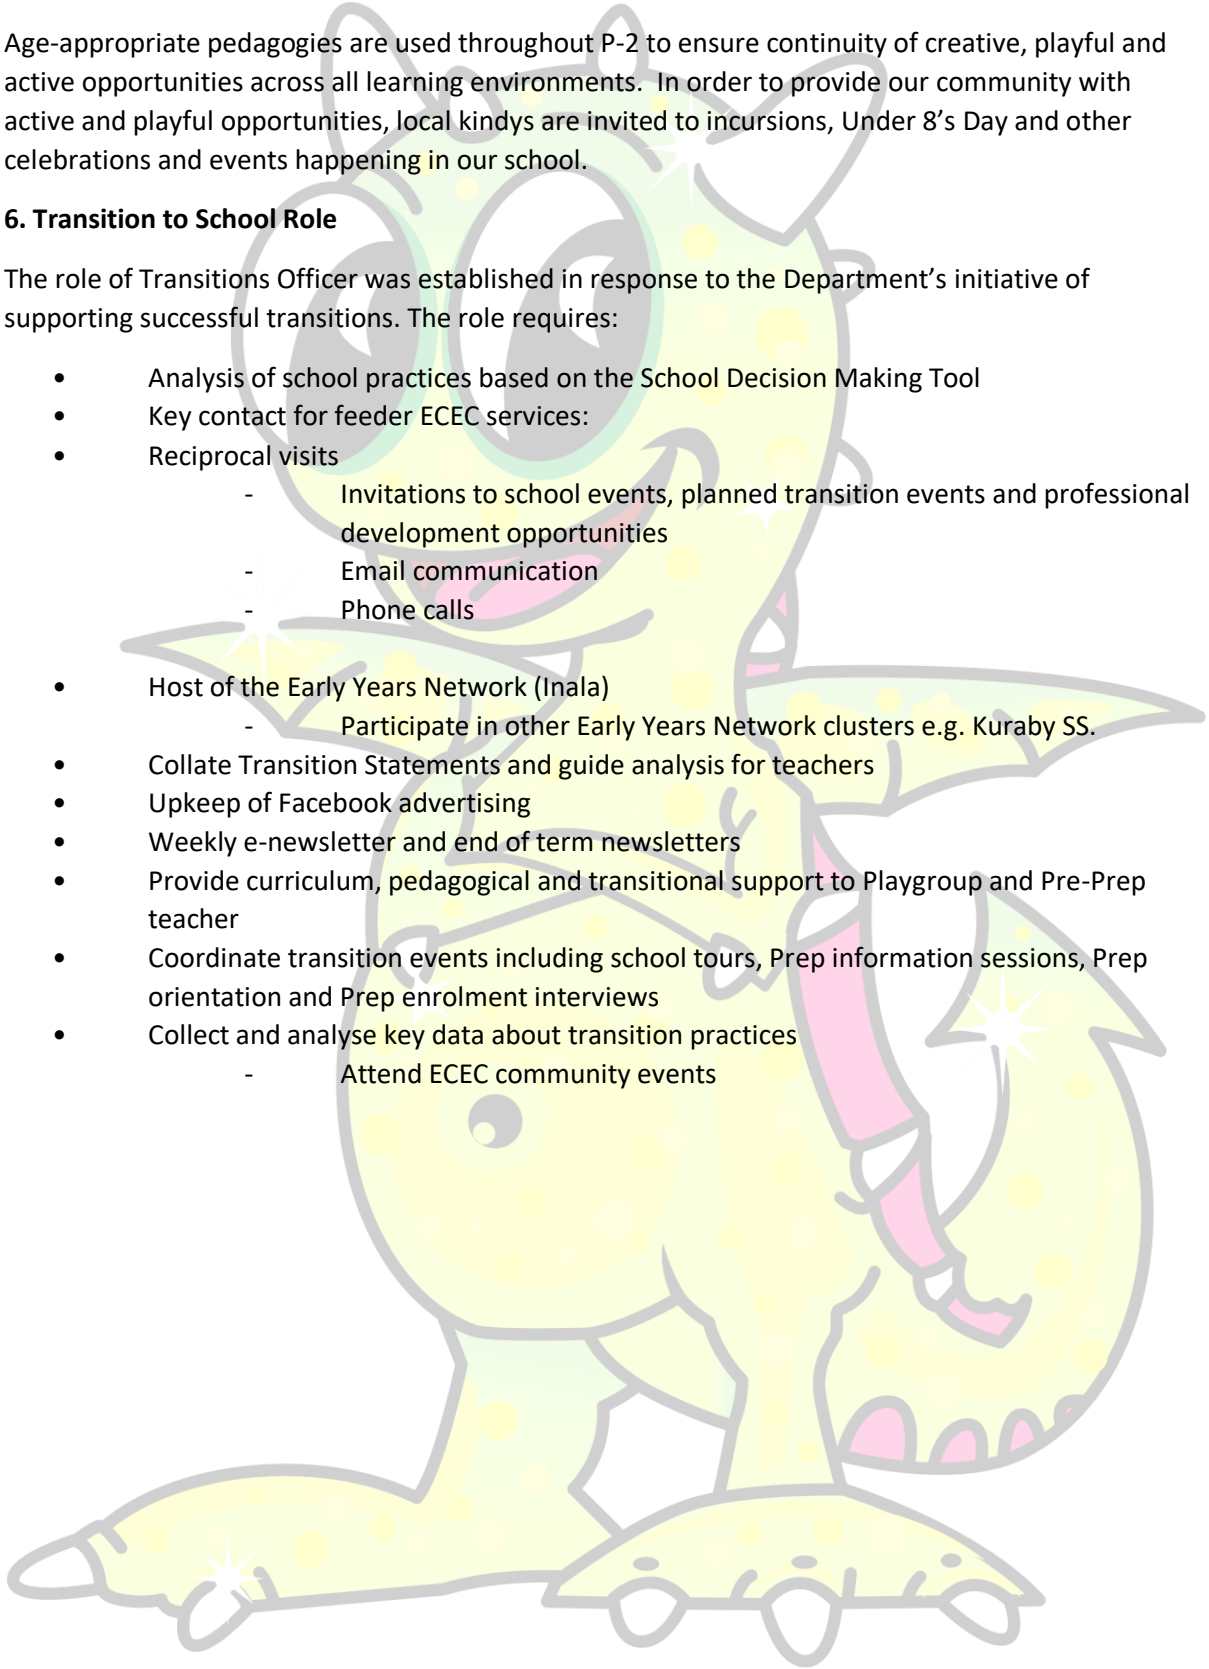 Age-appropriate pedagogies are used throughout P-2 to ensure continuity of creative, playful and
active opportunities across all learning environments.  In order to provide our community with
active and playful opportunities, local kindys are invited to incursions, Under 8’s Day and other
celebrations and events happening in our school.
6. Transition to School Role
The role of Transitions Officer was established in response to the Department’s initiative of
supporting successful transitions. The role requires:
• Analysis of school practices based on the School Decision Making Tool
• Key contact for feeder ECEC services:
• Reciprocal visits
- Invitations to school events, planned transition events and professional
development opportunities
- Email communication
- Phone calls
• Host of the Early Years Network (Inala)
- Participate in other Early Years Network clusters e.g. Kuraby SS.
• Collate Transition Statements and guide analysis for teachers
• Upkeep of Facebook advertising
• Weekly e-newsletter and end of term newsletters
• Provide curriculum, pedagogical and transitional support to Playgroup and Pre-Prep
teacher
• Coordinate transition events including school tours, Prep information sessions, Prep
orientation and Prep enrolment interviews
• Collect and analyse key data about transition practices
- Attend ECEC community events